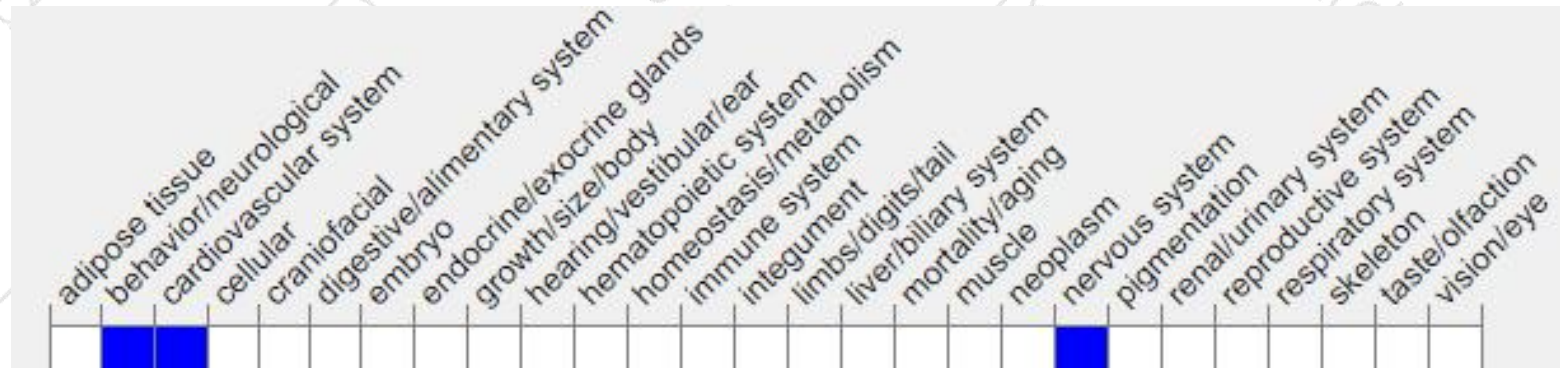 adipose tissue
behavior/neurological
cardiovascular system
cellular
craniofacial
digestive/alimentary system
embryo
endocrine/exocrine glands
growth/size/body
hearing/vestibular/ear
hematopoietic system
homeostasis/metabolism
immune system
integument
limbs/digits/tail
liver/biliary system
mortality/aging
muscle
neoplasm
nervous system
pigmentation
renal/urinary system
reproductive system
respiratory system
skeleton
taste/olfaction
vision/eye